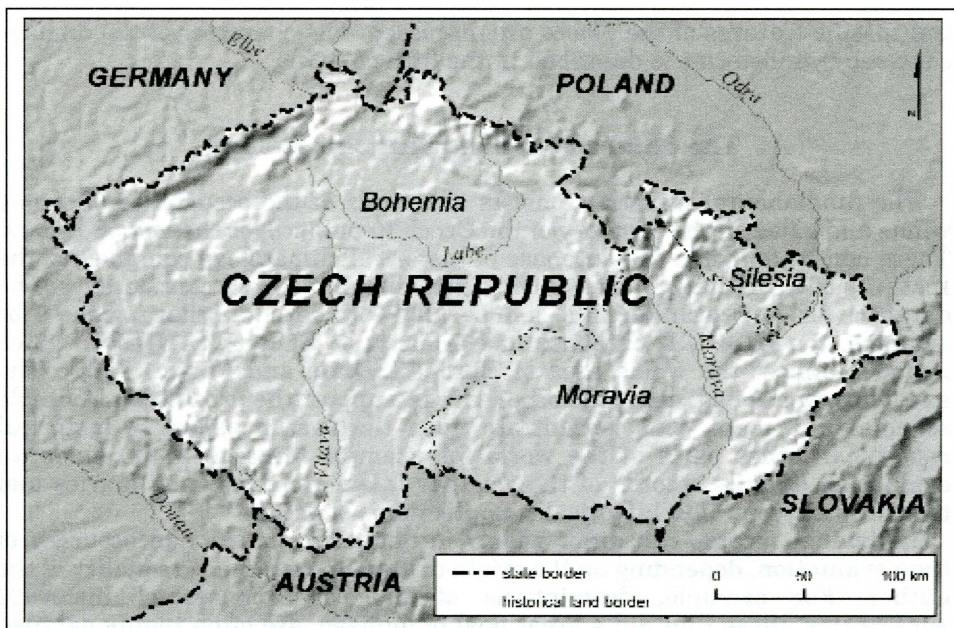 Elbe
GERMANY
POLAND
Odra
N
Bohemia
Labe
CZECH REPUBLIC
Silesia
Moravia
Morava
Vltava
Donau
SLOVAKIA
AUSTRIA
state border
historical land border
0 50 100 km